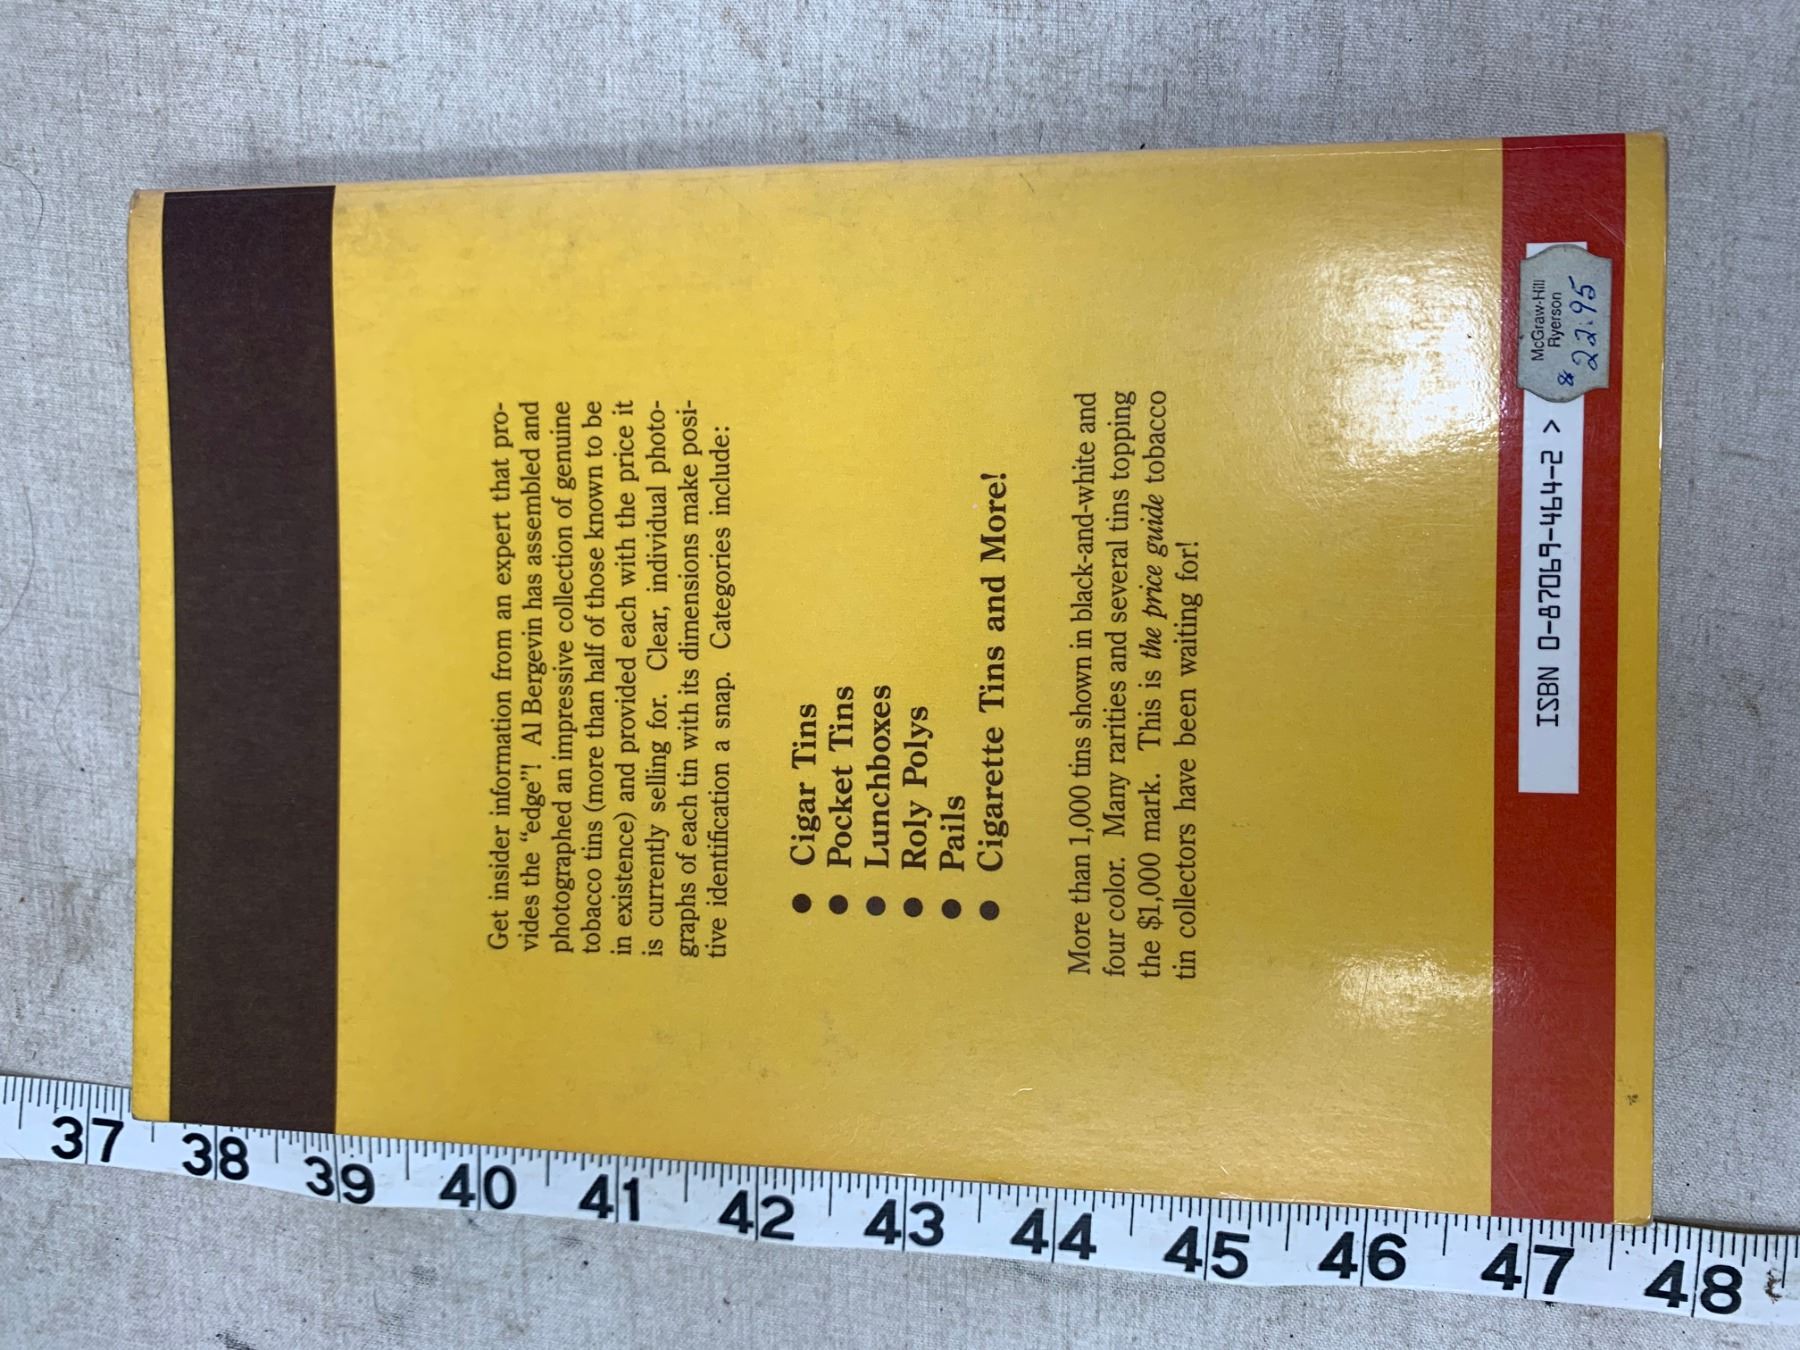 Get insider information from an expert that pro-
vides the “edge”! Al Bergevin has assembled and
photographed an impressive collection of genuine
tobacco tins (more than half of those known to be
in existence) and provided each with the price it
is currently selling for. Clear, individual photo-
graphs of each tin with its dimensions make posi-
tive identification a snap. Categories include:
● Cigar Tins
● Pocket Tins
● Lunchboxes
● Roly Polys
● Pails
● Cigarette Tins and More!
More than 1,000 tins shown in black-and-white and
four color. Many rarities and several tins topping
the $1,000 mark. This is the price guide tobacco
tin collectors have been waiting for!
McGraw-Hill
Ryerson
22.95
ISBN 0-87069-464-2 >
37 38 39 40 41 42 43 44 45 46 47 48